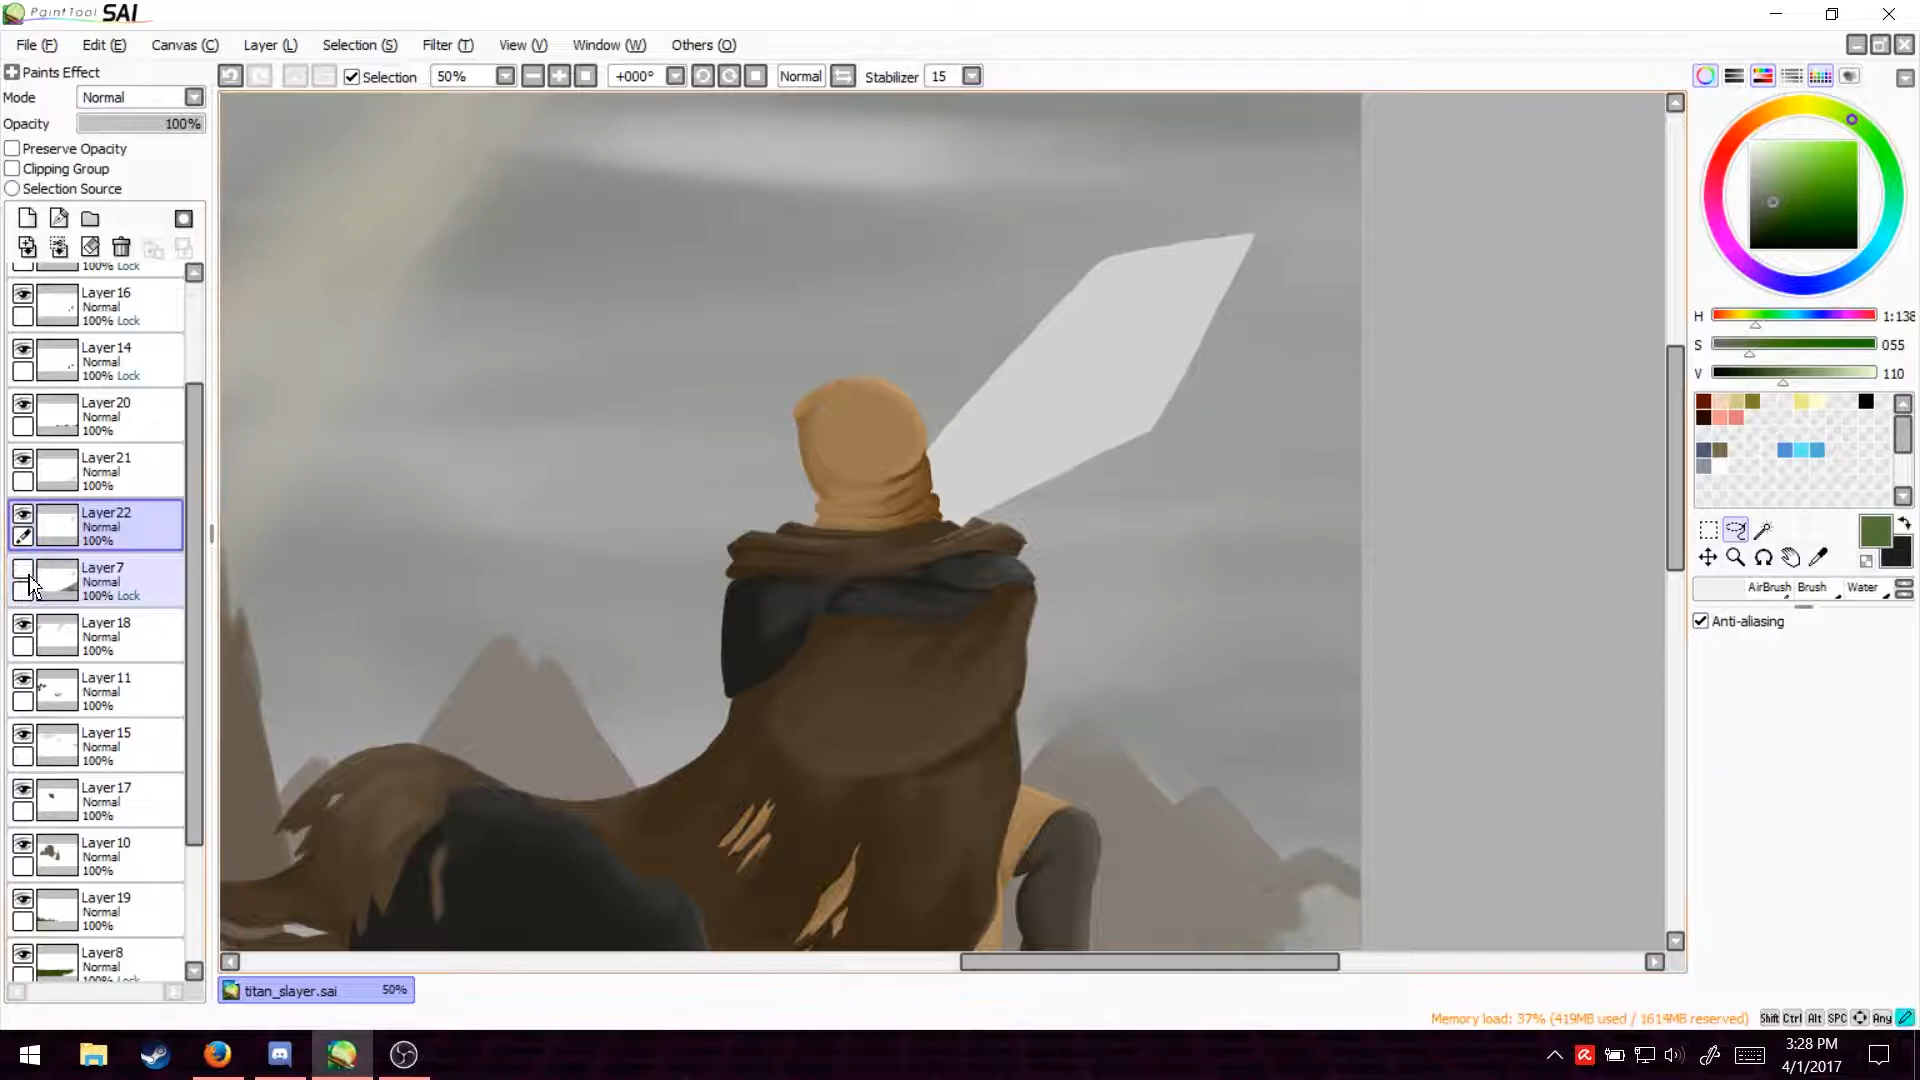 PaintTool SAI
File (F) Edit (E) Canvas (C) Layer (L) Selection (S) Filter (T) View (V) Window (W) Others (O)
Paints Effect
Selection 50% +000° Normal Stabilizer 15
Mode Normal
Opacity 100%
Preserve Opacity
Clipping Group
Selection Source
100% Lock
Layer16
Normal
100% Lock
Layer14
Normal
100% Lock
Layer20
Normal
100%
Layer21
Normal
100%
Layer22
Normal
100%
Layer7
Normal
100% Lock
Layer18
Normal
100%
Layer11
Normal
100%
Layer15
Normal
100%
Layer17
Normal
100%
Layer10
Normal
100%
Layer19
Normal
100%
Layer8
Normal
100% Lock
H 1:138
S 055
V 110
AirBrush Brush Water
Anti-aliasing
titan_slayer.sai 50%
Memory load: 37% (419MB used / 1614MB reserved) Shift Ctrl Alt SPC Any
3:28 PM
4/1/2017